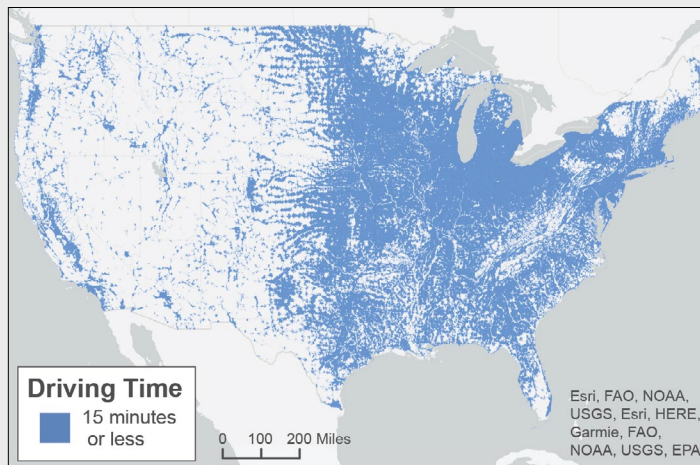 Driving Time
15 minutes
or less
0 100 200 Miles
Esri, FAO, NOAA,
USGS, Esri, HERE,
Garmie, FAO,
NOAA, USGS, EPA